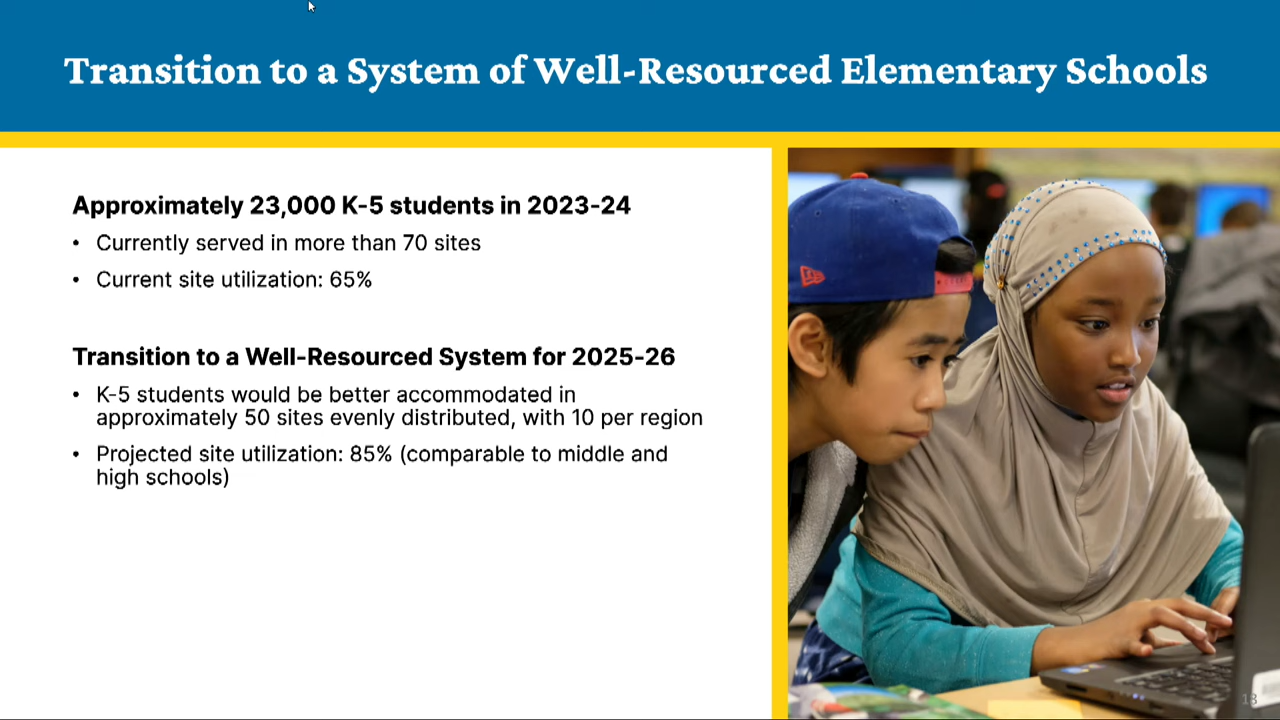 Transition to a System of Well-Resourced Elementary Schools
Approximately 23,000 K-5 students in 2023-24
• Currently served in more than 70 sites
• Current site utilization: 65%
Transition to a Well-Resourced System for 2025-26
• K-5 students would be better accommodated in
approximately 50 sites evenly distributed, with 10 per region
• Projected site utilization: 85% (comparable to middle and
high schools)
18